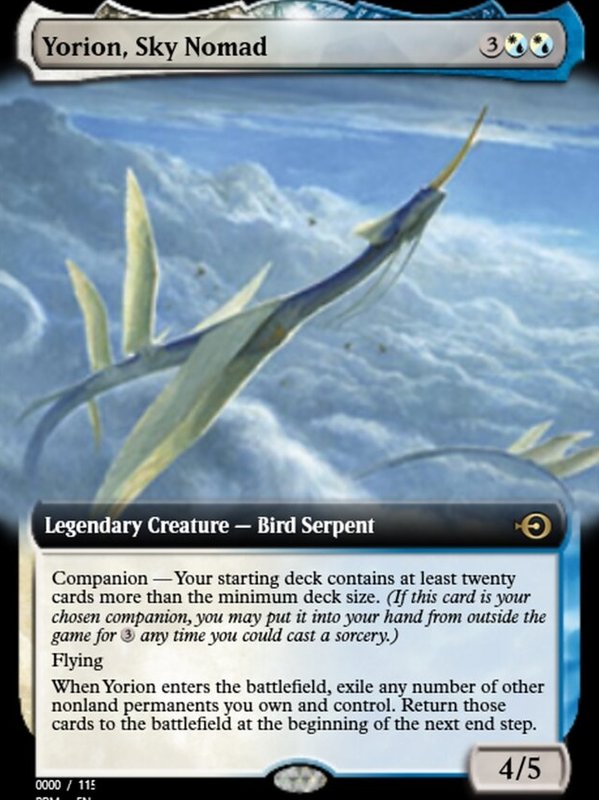 Yorion, Sky Nomad 3
Legendary Creature — Bird Serpent
Companion — Your starting deck contains at least twenty
cards more than the minimum deck size. (If this card is your
chosen companion, you may put it into your hand from outside the
game for 3 any time you could cast a sorcery.)
Flying
When Yorion enters the battlefield, exile any number of other
nonland permanents you own and control. Return those
cards to the battlefield at the beginning of the next end step.
4/5
0000 / 115